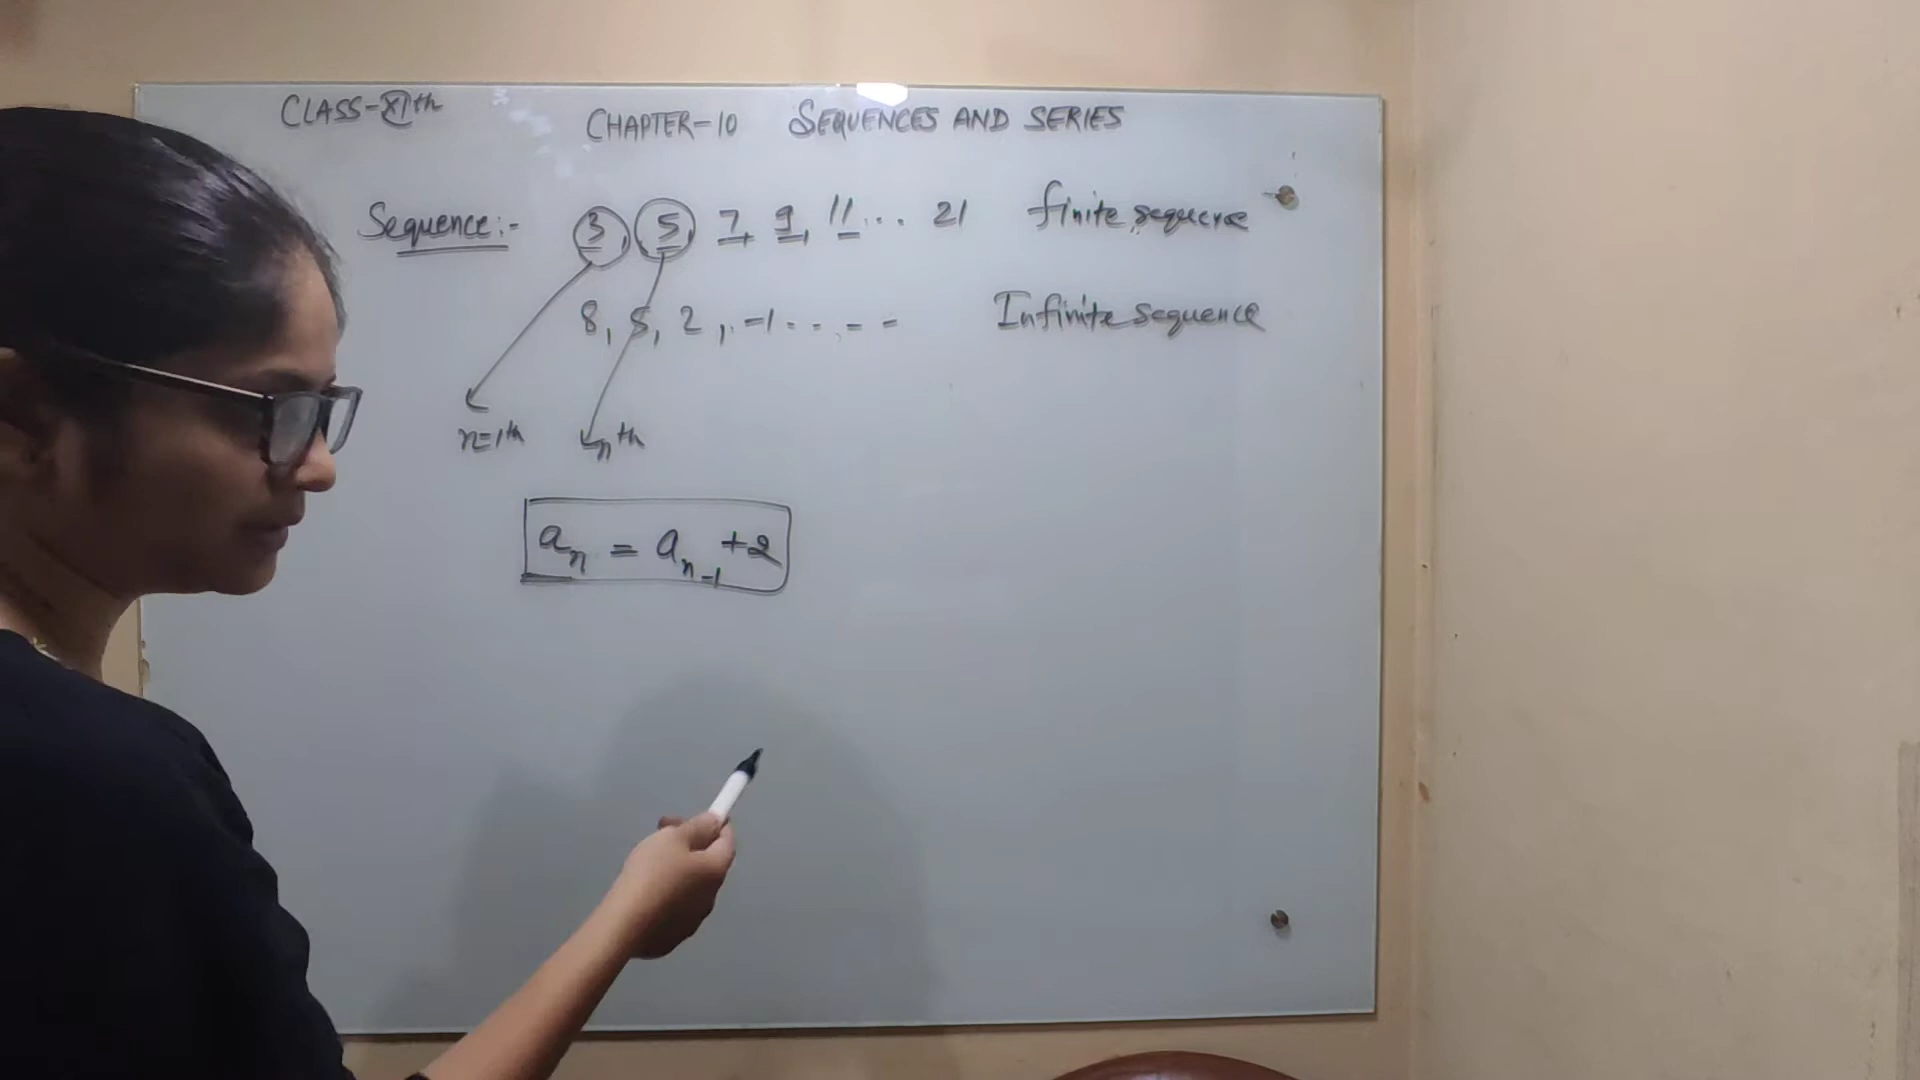 CLASS-XIth
CHAPTER-10 SEQUENCES AND SERIES
Sequence:- 3, 5, 7, 9, 11... 21 finite sequence
8, 5, 2, -1 . . - - Infinite sequence
n=1th nth
an = an-1 +2